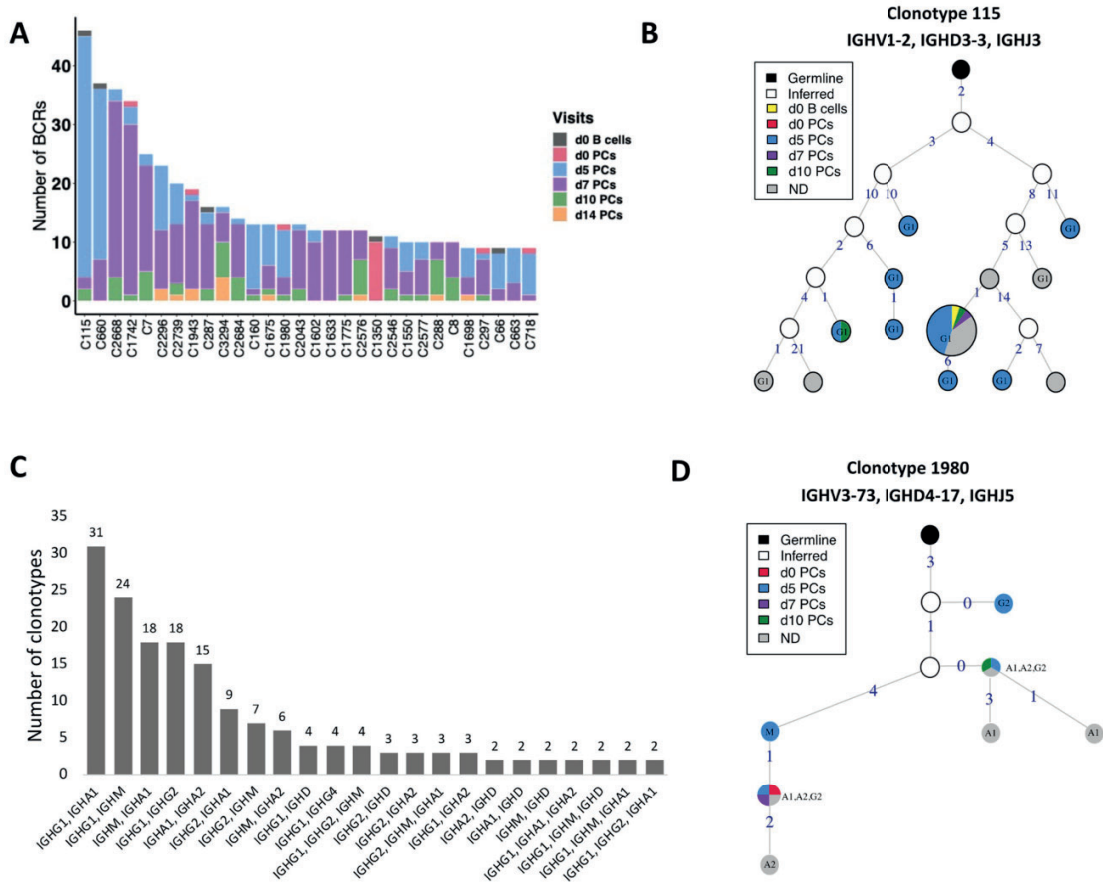 A
Number of BCRs
40
30
20
10
0
C115
C660
C2668
C1742
C7
C2296
C2739
C1943
C287
C3294
C2684
C160
C1675
C1980
C2043
C1602
C1633
C1775
C2576
C1350
C2546
C1550
C2577
C288
C8
C1698
C297
C66
C663
C718
Visits
d0 B cells
d0 PCs
d5 PCs
d7 PCs
d10 PCs
d14 PCs
B
Clonotype 115
IGHV1-2, IGHD3-3, IGHJ3
Germline
Inferred
d0 B cells
d0 PCs
d5 PCs
d7 PCs
d10 PCs
ND
2
3 4
10 10 8 11
G1 G1
2 6 5 13
G1 G1
4 1 1 1 14
G1 G1
1 21 6 2 7
G1 G1 G1
C
Number of clonotypes
35
30
25
20
15
10
5
0
31
24
18
18
15
9
7
6
4
4
4
3
3
3
3
2
2
2
2
2
2
2
IGHG1, IGHA1
IGHG1, IGHM
IGHM, IGHA1
IGHG1, IGHG2
IGHA1, IGHA2
IGHG2, IGHA1
IGHG2, IGHM
IGHM, IGHA2
IGHG1, IGHD
IGHG1, IGHG4
IGHG1, IGHG2, IGHM
IGHG2, IGHD
IGHG2, IGHA2
IGHG2, IGHM, IGHA1
IGHG1, IGHA2
IGHA2, IGHD
IGHA1, IGHD
IGHM, IGHD
IGHG1, IGHA1, IGHA2
IGHG1, IGHM, IGHD
IGHG1, IGHM, IGHA1
IGHG1, IGHG2, IGHA1
D
Clonotype 1980
IGHV3-73, IGHD4-17, IGHJ5
Germline
Inferred
d0 PCs
d5 PCs
d7 PCs
d10 PCs
ND
3
0 G2
1
0 A1,A2,G2
4
3 1
M A1 A1
1
A1,A2,G2
2
A2